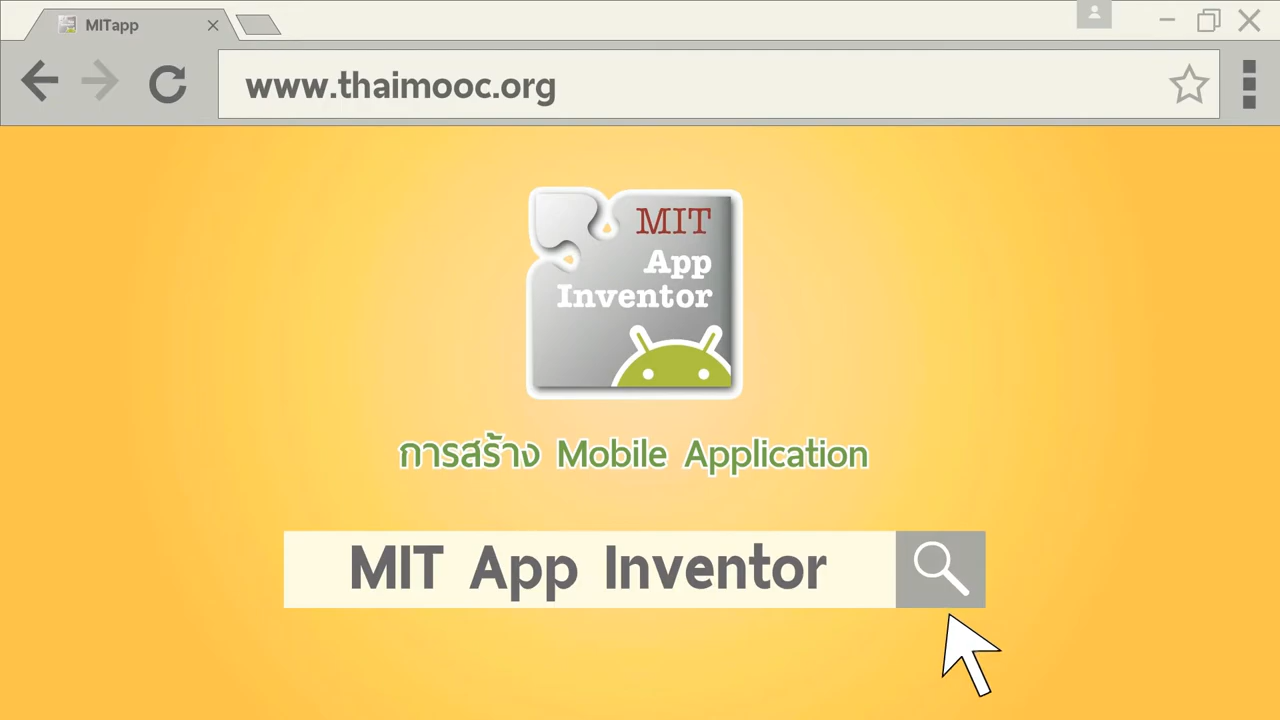 MITapp
www.thaimooc.org
MIT
App
Inventor
การสร้าง Mobile Application
MIT App Inventor